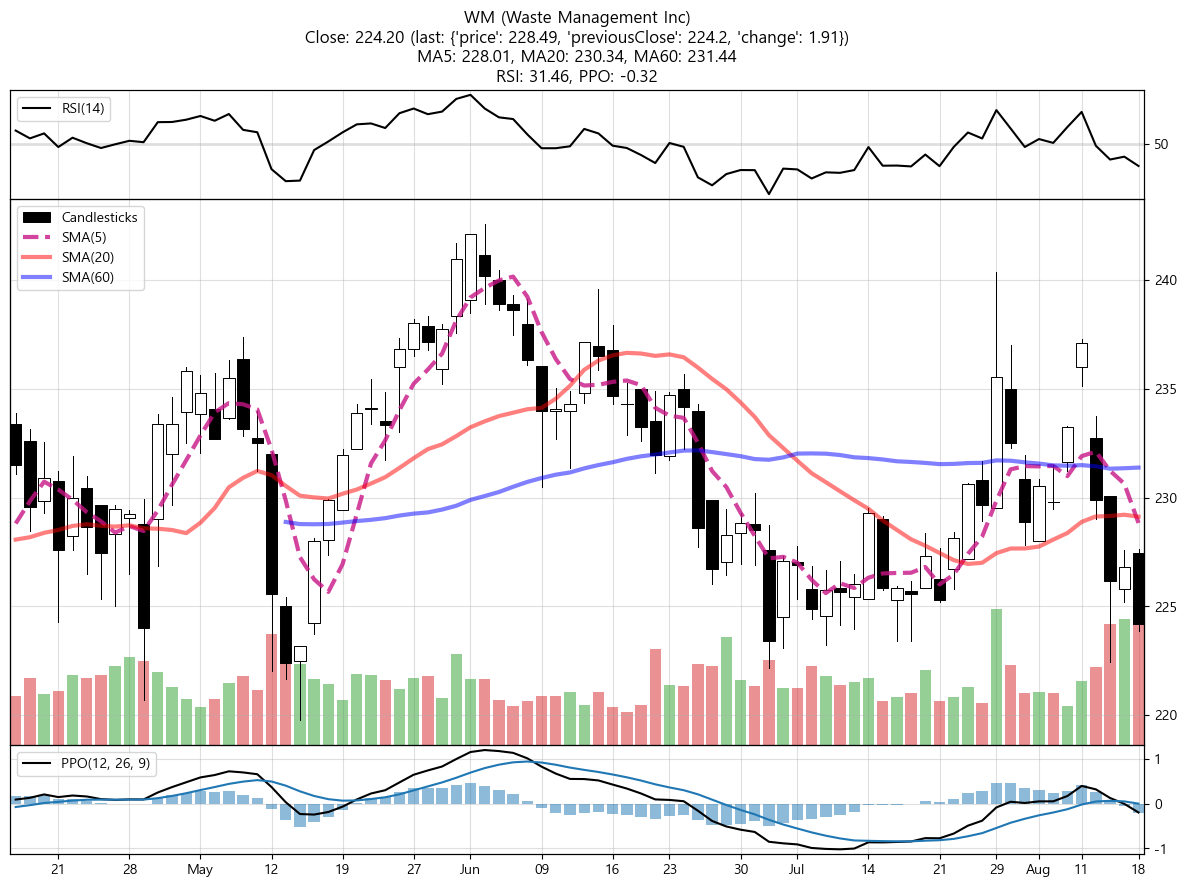 WM (Waste Management Inc)
Close: 224.20 (last: {'price': 228.49, 'previousClose': 224.2, 'change': 1.91})
MA5: 228.01, MA20: 230.34, MA60: 231.44
RSI: 31.46, PPO: -0.32
RSI(14)
50
Candlesticks
SMA(5)
SMA(20)
SMA(60)
240
235
230
225
220
PPO(12, 26, 9)
1
0
-1
21 28 May 12 19 27 Jun 09 16 23 30 Jul 14 21 29 Aug 11 18